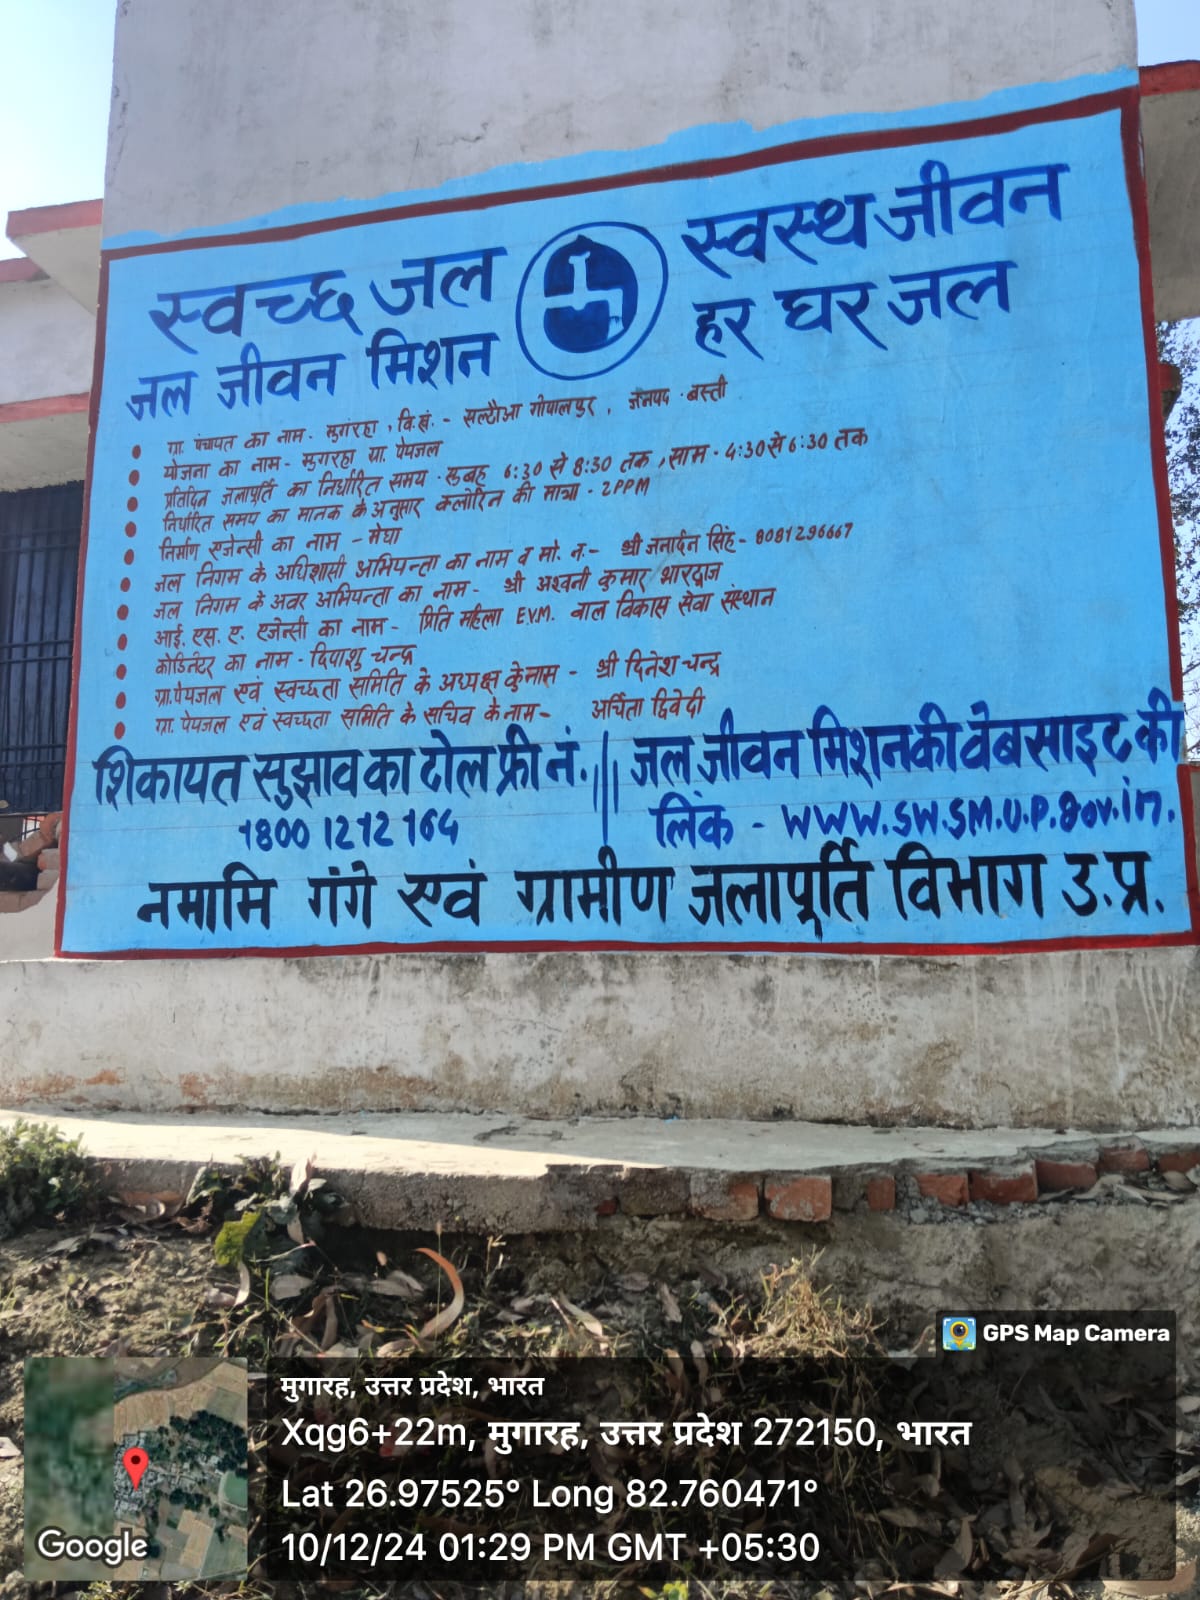 स्वच्छ जल स्वस्थ जीवन
जल जीवन मिशन हर घर जल
ग्रा. पंचायत का नाम - मुगरहा, वि.खं. - सल्टौआ गोपालपुर, जनपद - बस्ती
योजना का नाम - मुगरहा ग्रा. पेयजल
प्रतिदिन जलापूर्ति का निर्धारित समय - सुबह 6:30 से 8:30 तक, साम - 4:30 से 6:30 तक
निर्धारित समय का मानक के अनुसार क्लोरिन की मात्रा - 2PPM
निर्माण एजेन्सी का नाम - मेघा
जल निगम के अधिशासी अभियन्ता का नाम व मो. न. - श्री जनार्दन सिंह - 8081296667
जल निगम के अवर अभियन्ता का नाम - श्री अश्वनी कुमार भारद्वाज
आई. एस. ए. एजेन्सी का नाम - प्रिति महिला EVM. बाल विकास सेवा संस्थान
कोडिनेटर का नाम - दिपाशु चन्द्र
ग्रा. पेयजल एवं स्वच्छता समिति के अध्यक्ष के नाम - श्री दिनेश चन्द्र
ग्रा. पेयजल एवं स्वच्छता समिति के सचिव के नाम - अर्चिता द्विवेदी
शिकायत सुझाव का टोल फ्री नं. || जल जीवन मिशन की वेबसाइट की
1800 1212 164 लिंक - WWW.SWSM.U.P.Gov.in.
नमामि गंगे एवं ग्रामीण जलापूर्ति विभाग उ.प्र.
GPS Map Camera
मुगारह, उत्तर प्रदेश, भारत
Xqg6+22m, मुगारह, उत्तर प्रदेश 272150, भारत
Lat 26.97525° Long 82.760471°
10/12/24 01:29 PM GMT +05:30
Google